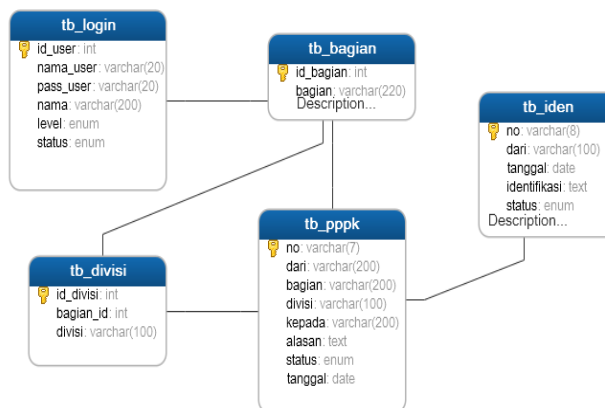 tb_login
id_user: int
nama_user: varchar(20)
pass_user: varchar(20)
nama: varchar(200)
level: enum
status: enum
tb_bagian
id_bagian: int
bagian: varchar(220)
Description...
tb_iden
no: varchar(8)
dari: varchar(100)
tanggal: date
identifikasi: text
status: enum
Description...
tb_divisi
id_divisi: int
bagian_id: int
divisi: varchar(100)
tb_pppk
no: varchar(7)
dari: varchar(200)
bagian: varchar(200)
divisi: varchar(100)
kepada: varchar(200)
alasan: text
status: enum
tanggal: date